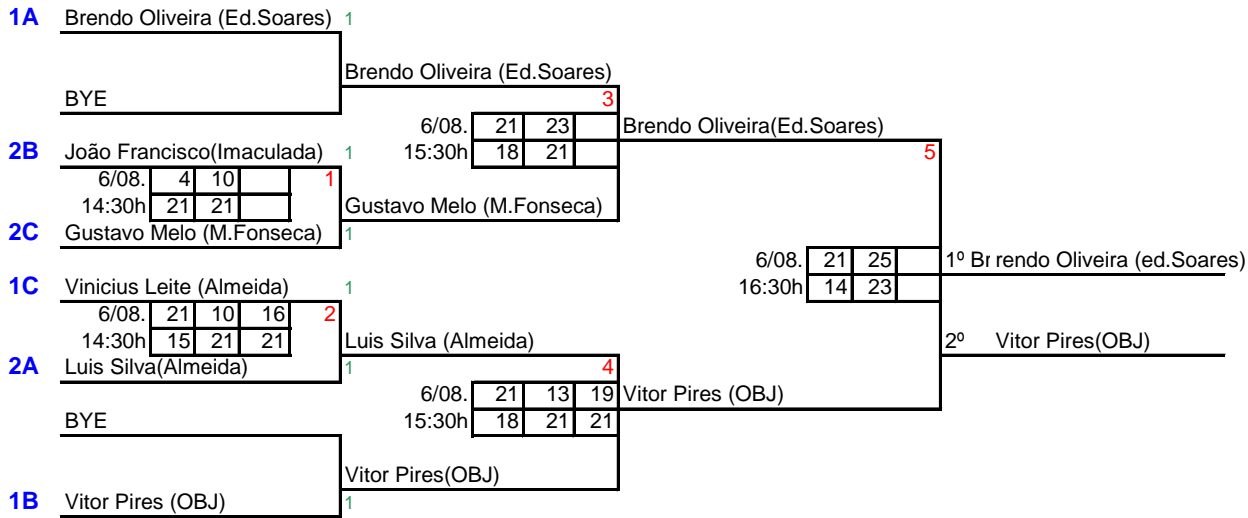 1A Brendo Oliveira (Ed.Soares) 1
Brendo Oliveira (Ed.Soares)
BYE 3
6/08. 21 23 Brendo Oliveira(Ed.Soares)
2B João Francisco(Imaculada) 1 15:30h 18 21 5
6/08. 4 10 1
14:30h 21 21 Gustavo Melo (M.Fonseca)
2C Gustavo Melo (M.Fonseca) 1
6/08. 21 25 1º Br rendo Oliveira (ed.Soares)
1C Vinicius Leite (Almeida) 1 16:30h 14 23
6/08. 21 10 16 2
14:30h 15 21 21 Luis Silva (Almeida) 2º Vitor Pires(OBJ)
2A Luis Silva(Almeida) 1 4
6/08. 21 13 19 Vitor Pires (OBJ)
BYE 15:30h 18 21 21
Vitor Pires(OBJ)
1B Vitor Pires (OBJ) 1